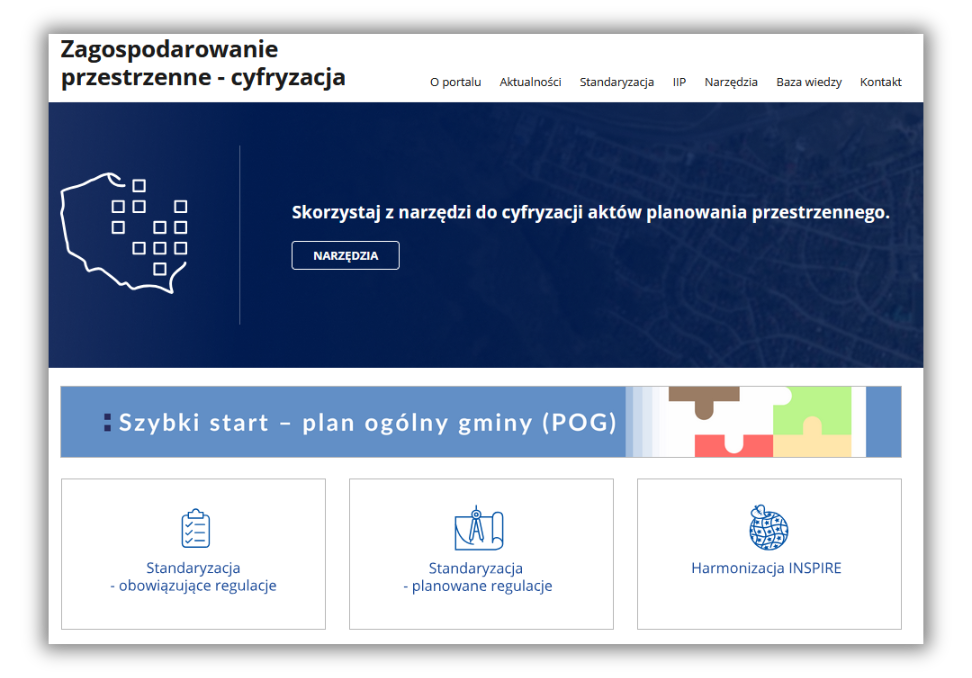 Zagospodarowanie
przestrzenne - cyfryzacja
O portalu Aktualności Standaryzacja IIP Narzędzia Baza wiedzy Kontakt
Skorzystaj z narzędzi do cyfryzacji aktów planowania przestrzennego.
NARZĘDZIA
Szybki start – plan ogólny gminy (POG)
Standaryzacja
- obowiązujące regulacje
Standaryzacja
- planowane regulacje
Harmonizacja INSPIRE